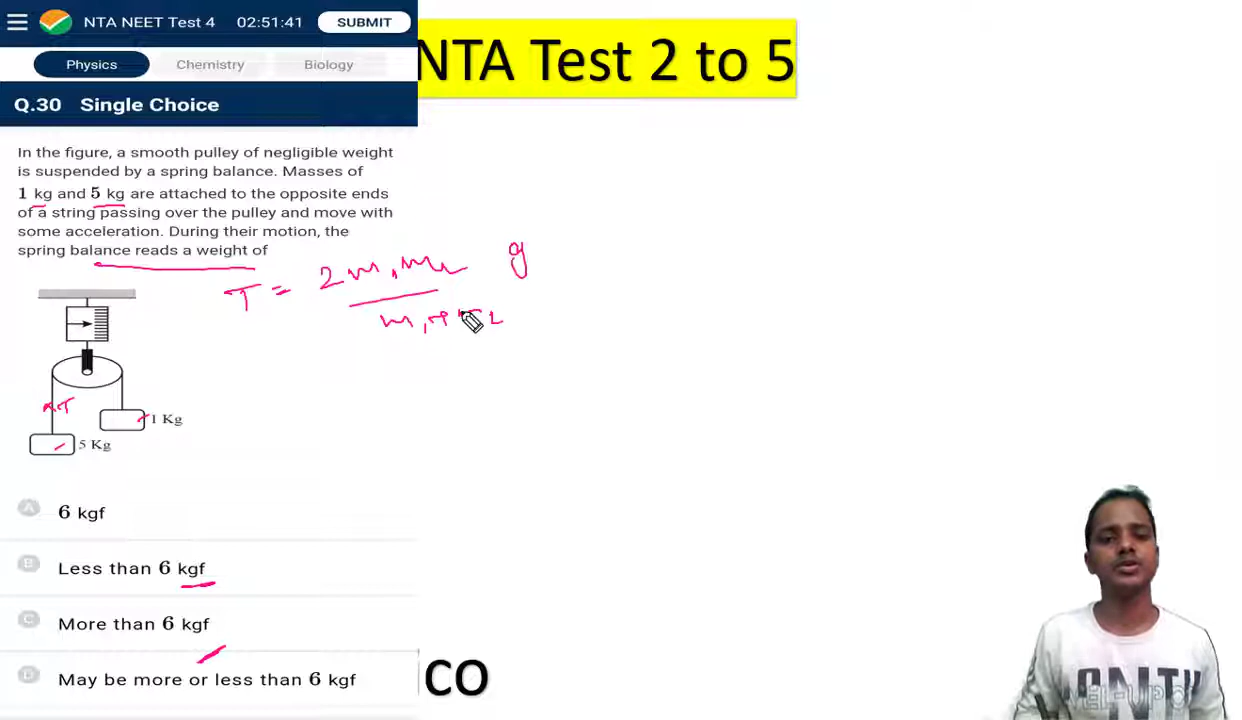 NTA NEET Test 4 02:51:41 SUBMIT
NTA Test 2 to 5
Physics Chemistry Biology
Q.30 Single Choice
In the figure, a smooth pulley of negligible weight
is suspended by a spring balance. Masses of
1 kg and 5 kg are attached to the opposite ends
of a string passing over the pulley and move with
some acceleration. During their motion, the
spring balance reads a weight of
T = 2m₁m₂ g
m₁+
T
1 Kg
5 Kg
A 6 kgf
B Less than 6 kgf
C More than 6 kgf
D May be more or less than 6 kgf
co